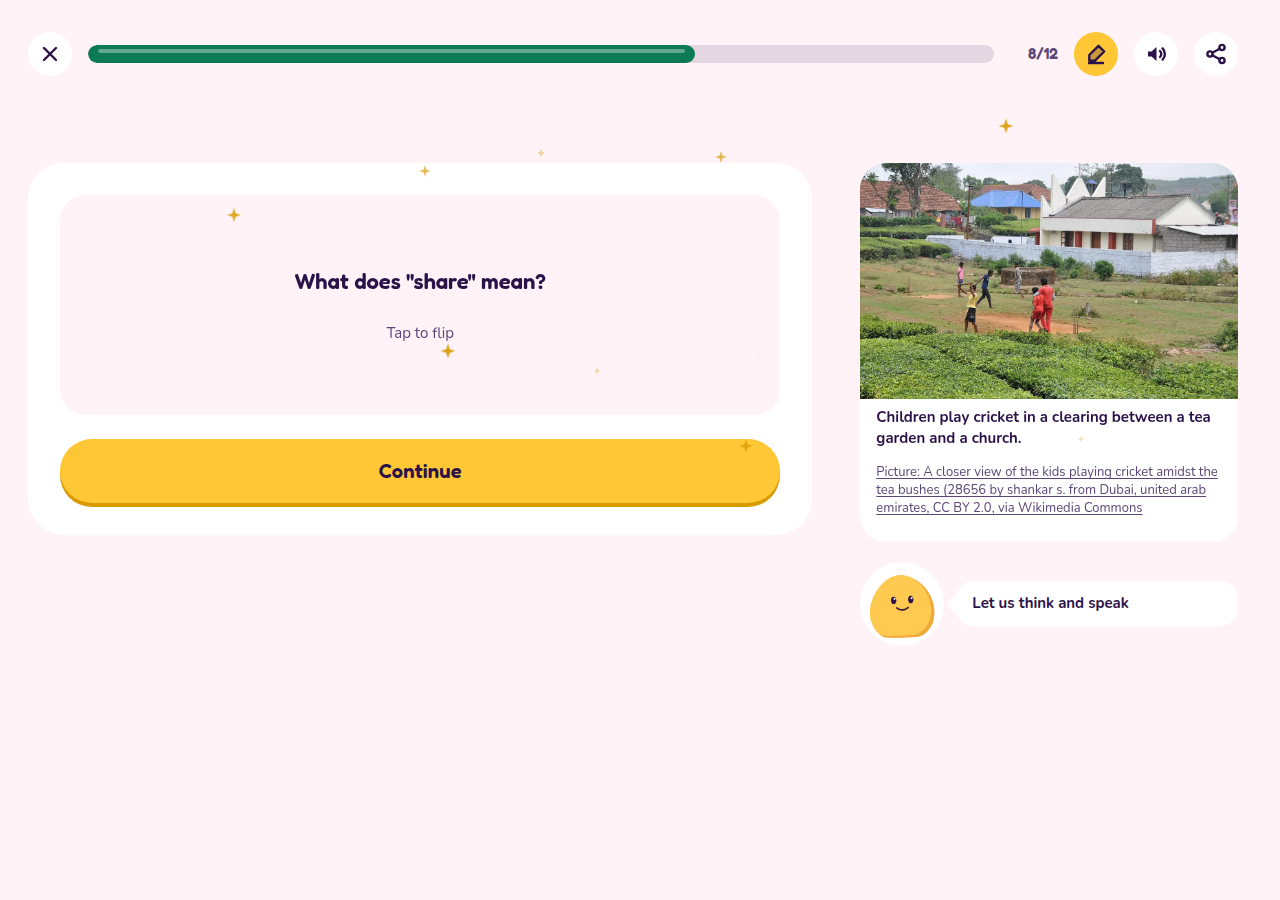 8/12
What does "share" mean?
Tap to flip
Continue
Children play cricket in a clearing between a tea
garden and a church.
Picture: A closer view of the kids playing cricket amidst the
tea bushes (28656 by shankar s. from Dubai, united arab
emirates, CC BY 2.0, via Wikimedia Commons
Let us think and speak